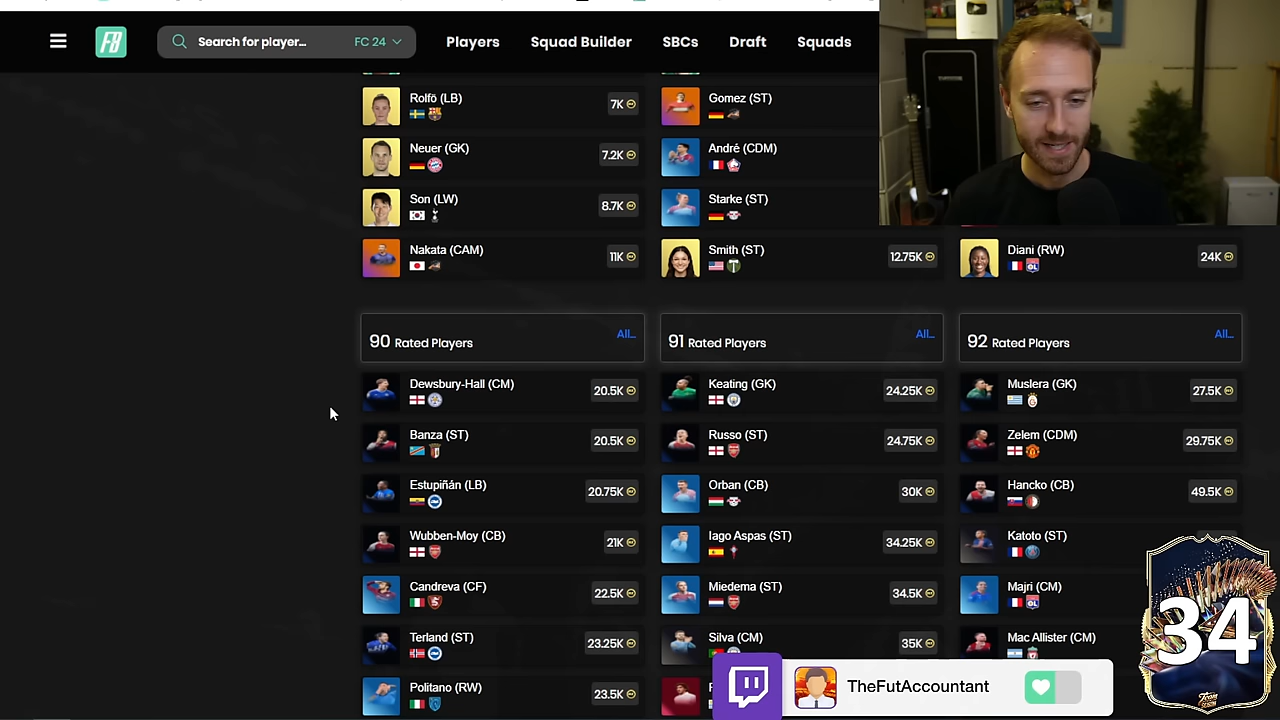 FB
Search for player...
FC 24
Players
Squad Builder
SBCs
Draft
Squads
Rolfö (LB)
7K
Neuer (GK)
7.2K
Son (LW)
8.7K
Nakata (CAM)
11K
Gomez (ST)
André (CDM)
Starke (ST)
Smith (ST)
12.75K
Diani (RW)
24K
90 Rated Players
All...
Dewsbury-Hall (CM)
20.5K
Banza (ST)
20.5K
Estupiñán (LB)
20.75K
Wubben-Moy (CB)
21K
Candreva (CF)
22.5K
Terland (ST)
23.25K
Politano (RW)
23.5K
91 Rated Players
All...
Keating (GK)
24.25K
Russo (ST)
24.75K
Orban (CB)
30K
Iago Aspas (ST)
34.25K
Miedema (ST)
34.5K
Silva (CM)
35K
92 Rated Players
All...
Muslera (GK)
27.5K
Zelem (CDM)
29.75K
Hancko (CB)
49.5K
Katoto (ST)
Majri (CM)
Mac Allister (CM)
TheFutAccountant
34